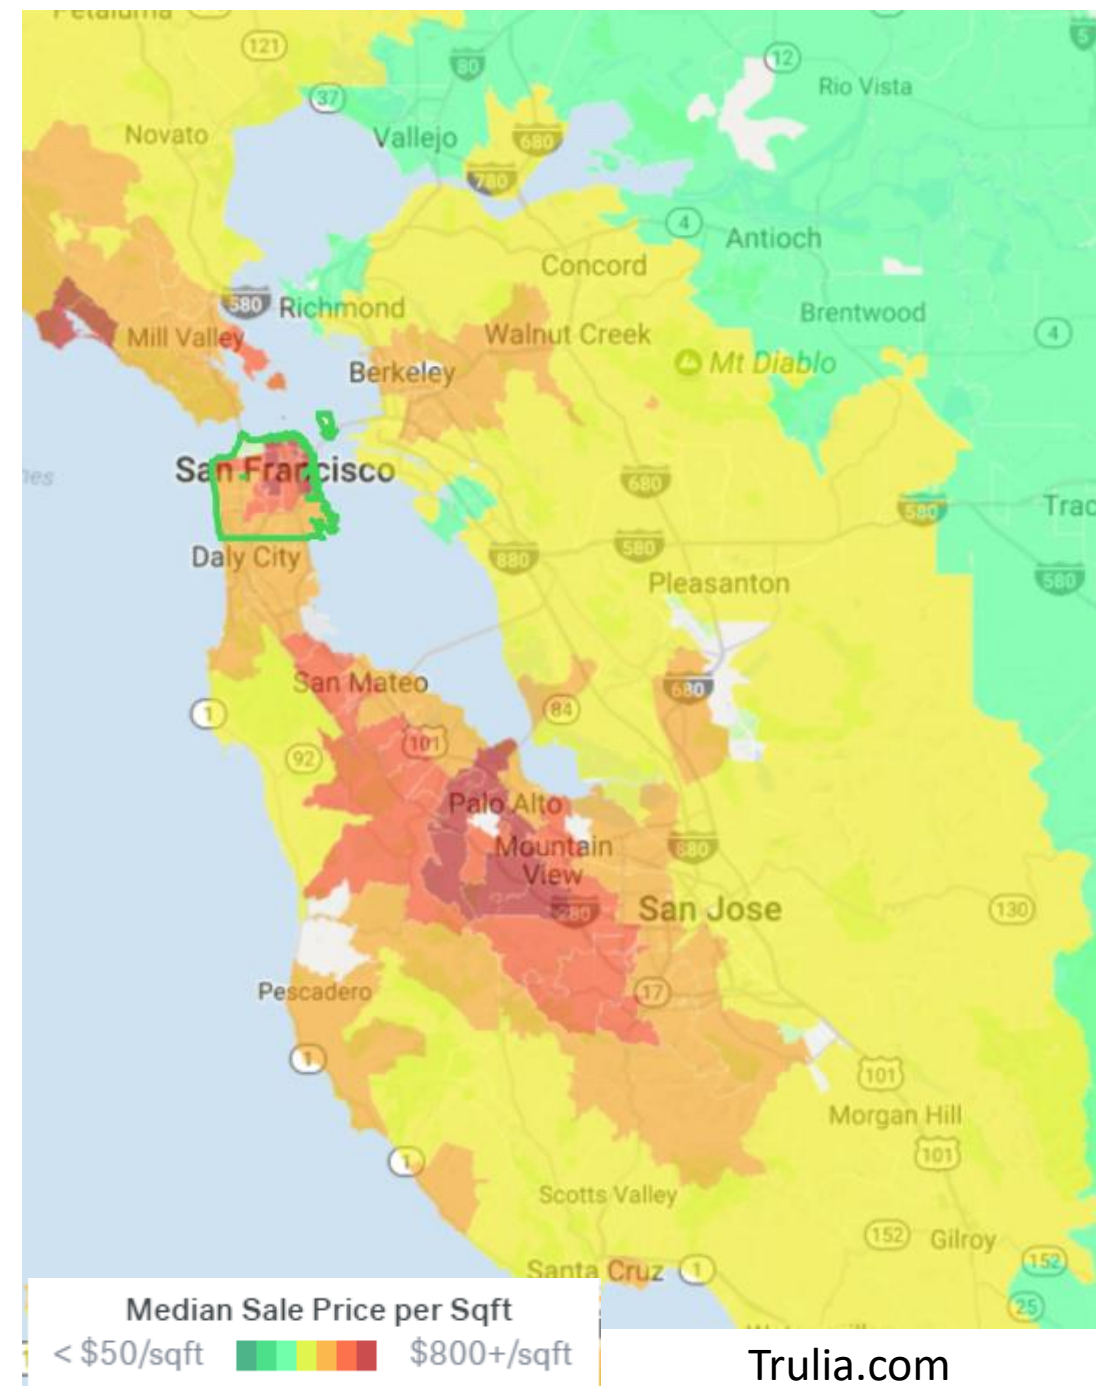 Petaluma
121
80
5
12
Rio Vista
37
Novato
Vallejo
680
780
4
Antioch
Concord
580
Richmond
Brentwood
Mill Valley
Walnut Creek
4
Berkeley
Mt Diablo
San Francisco
680
580
Trac
Daly City
880
580
580
Pleasanton
San Mateo
680
1
84
92
101
Palo Alto
Mountain
View
880
280
San Jose
130
Pescadero
17
1
101
Morgan Hill
1
101
Scotts Valley
152
Gilroy
Santa Cruz
1
152
25
Median Sale Price per Sqft
< $50/sqft
$800+/sqft
Trulia.com